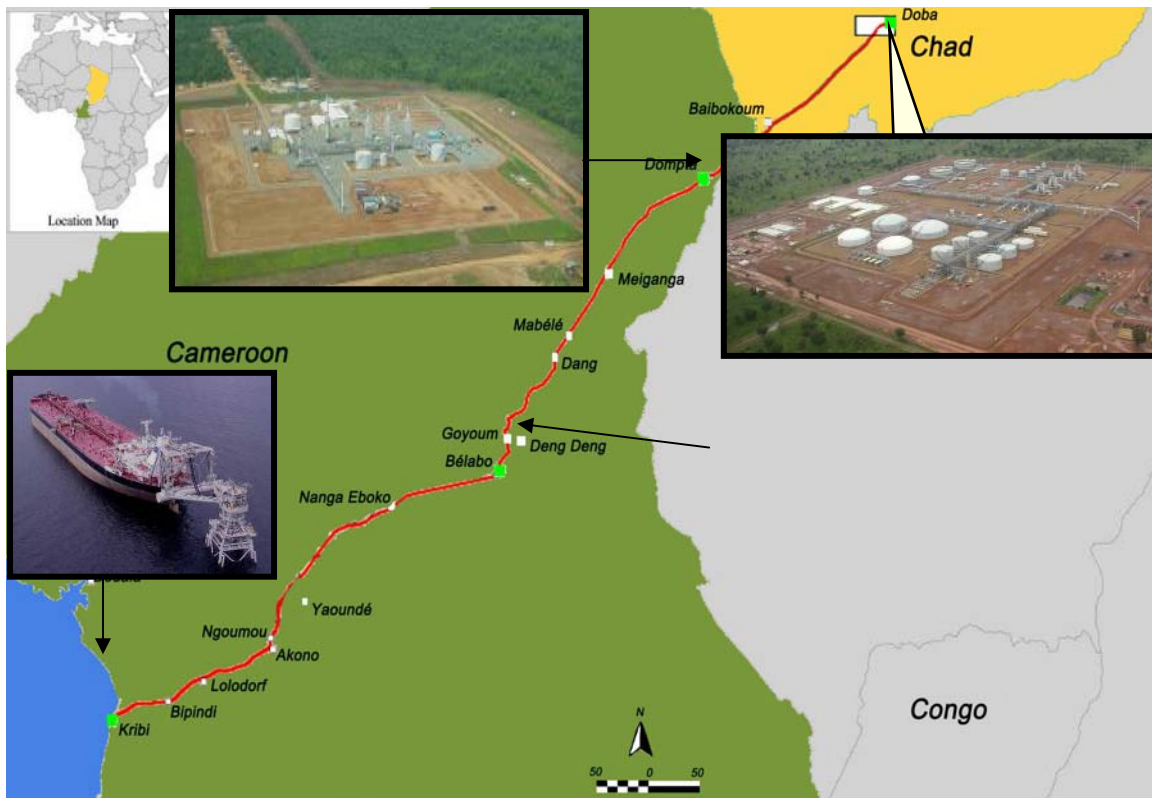 Location Map
Doba
Chad
Baibokoum
Meiganga
Mabélé
Cameroon
Dang
Goyoum
Deng Deng
Bélabo
Nanga Eboko
Yaoundé
Ngoumou
Akono
Lolodorf
Bipindi
Kribi
Congo
N
50 0 50